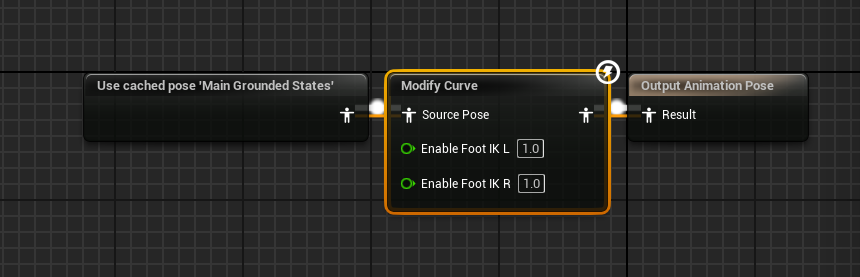 Use cached pose 'Main Grounded States'
Modify Curve
Source Pose
Enable Foot IK L 1.0
Enable Foot IK R 1.0
Output Animation Pose
Result